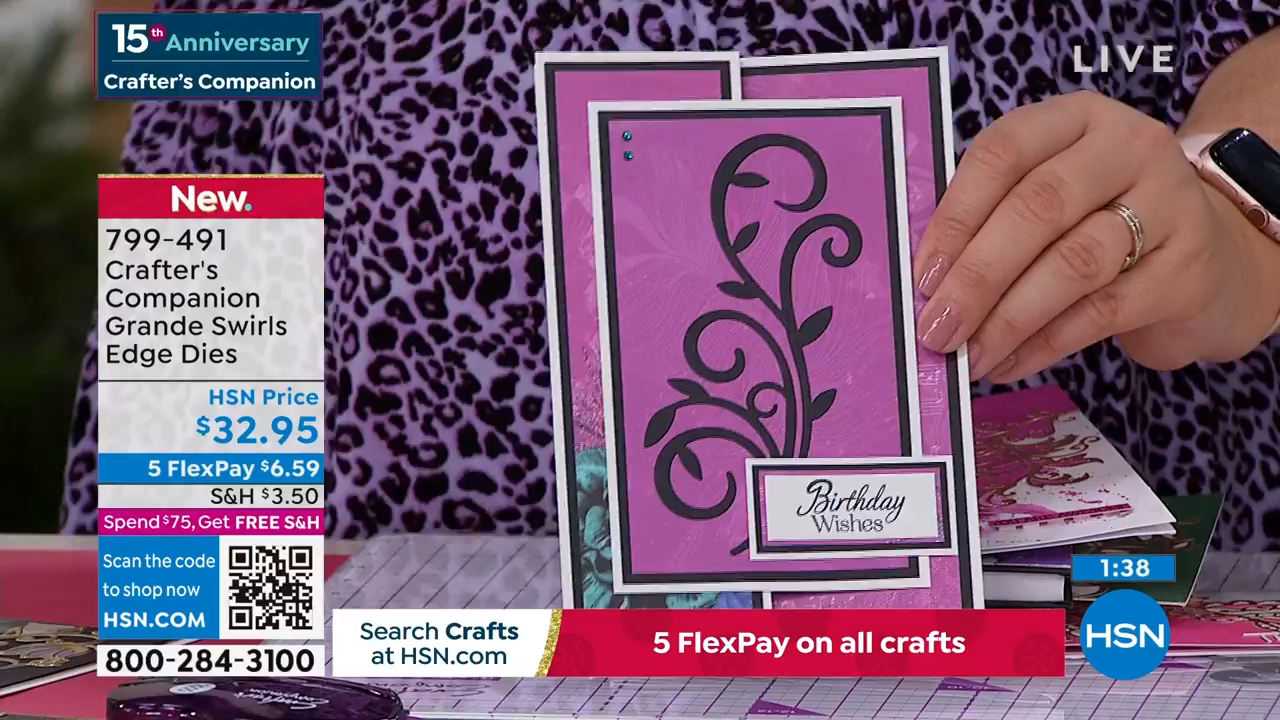 15th Anniversary
Crafter's Companion
LIVE
New.
799-491
Crafter's
Companion
Grande Swirls
Edge Dies
HSN Price
$32.95
5 FlexPay $6.59
S&H $3.50
Spend $75, Get FREE S&H
Scan the code
to shop now
HSN.COM
800-284-3100
Birthday
Wishes
1:38
Search Crafts
at HSN.com
5 FlexPay on all crafts
HSN
Crafter's
Companion